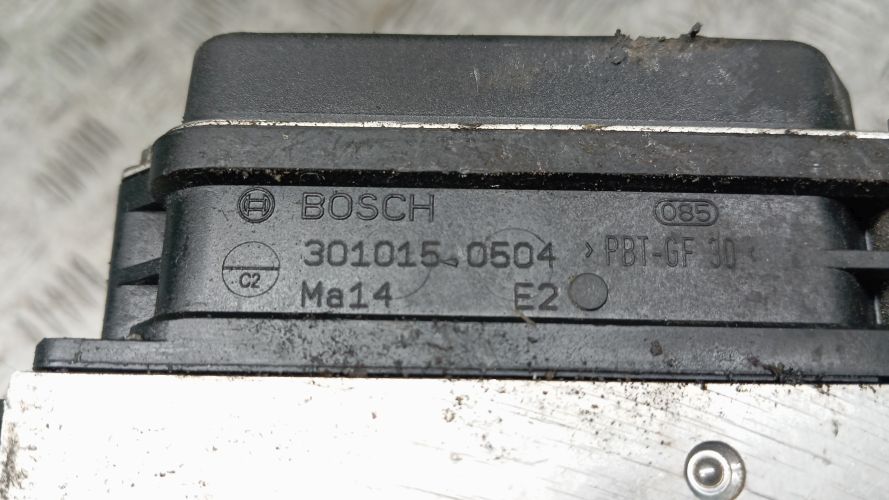 BOSCH 085
301015-0504 >PBT-GF 30<
C2
Ma14 E2